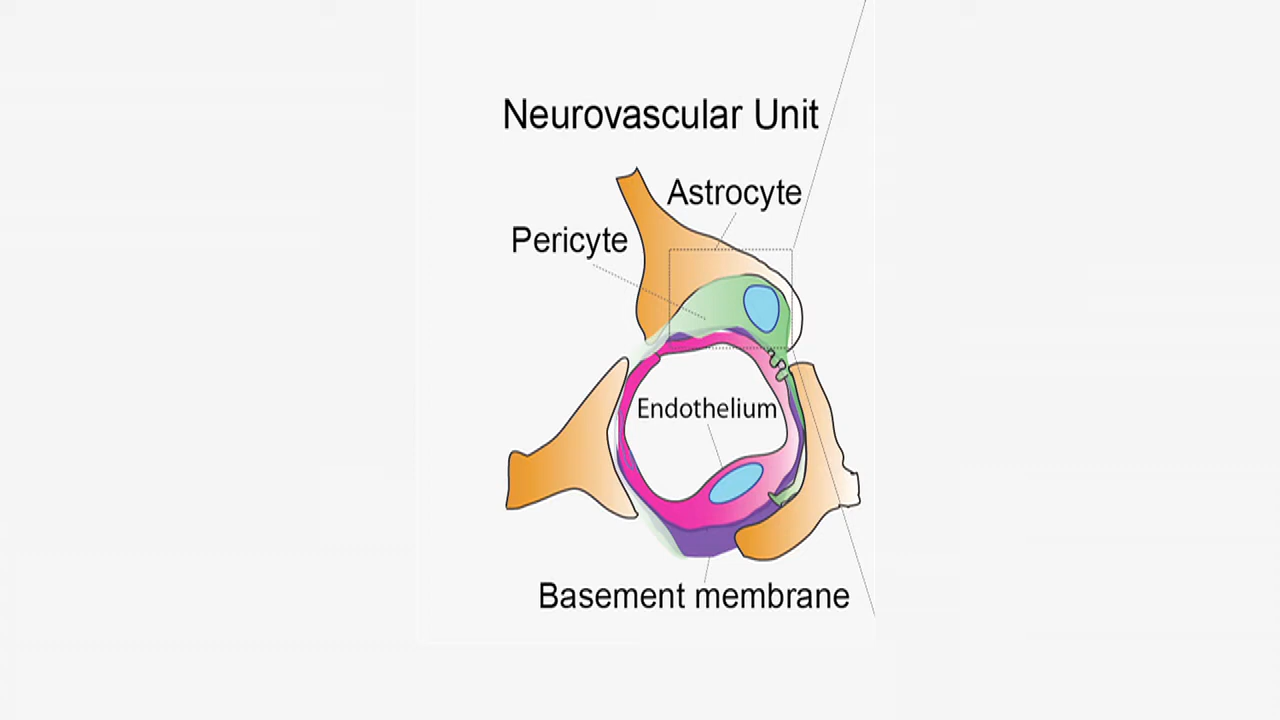 Neurovascular Unit
Astrocyte
Pericyte
Endothelium
Basement membrane